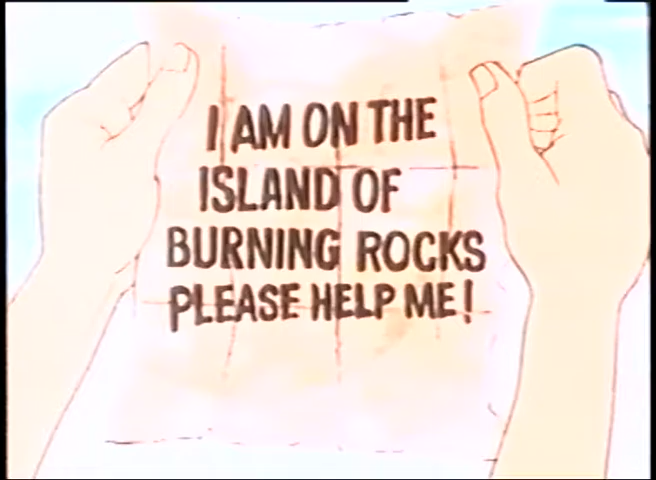 I AM ON THE
ISLAND OF
BURNING ROCKS
PLEASE HELP ME!